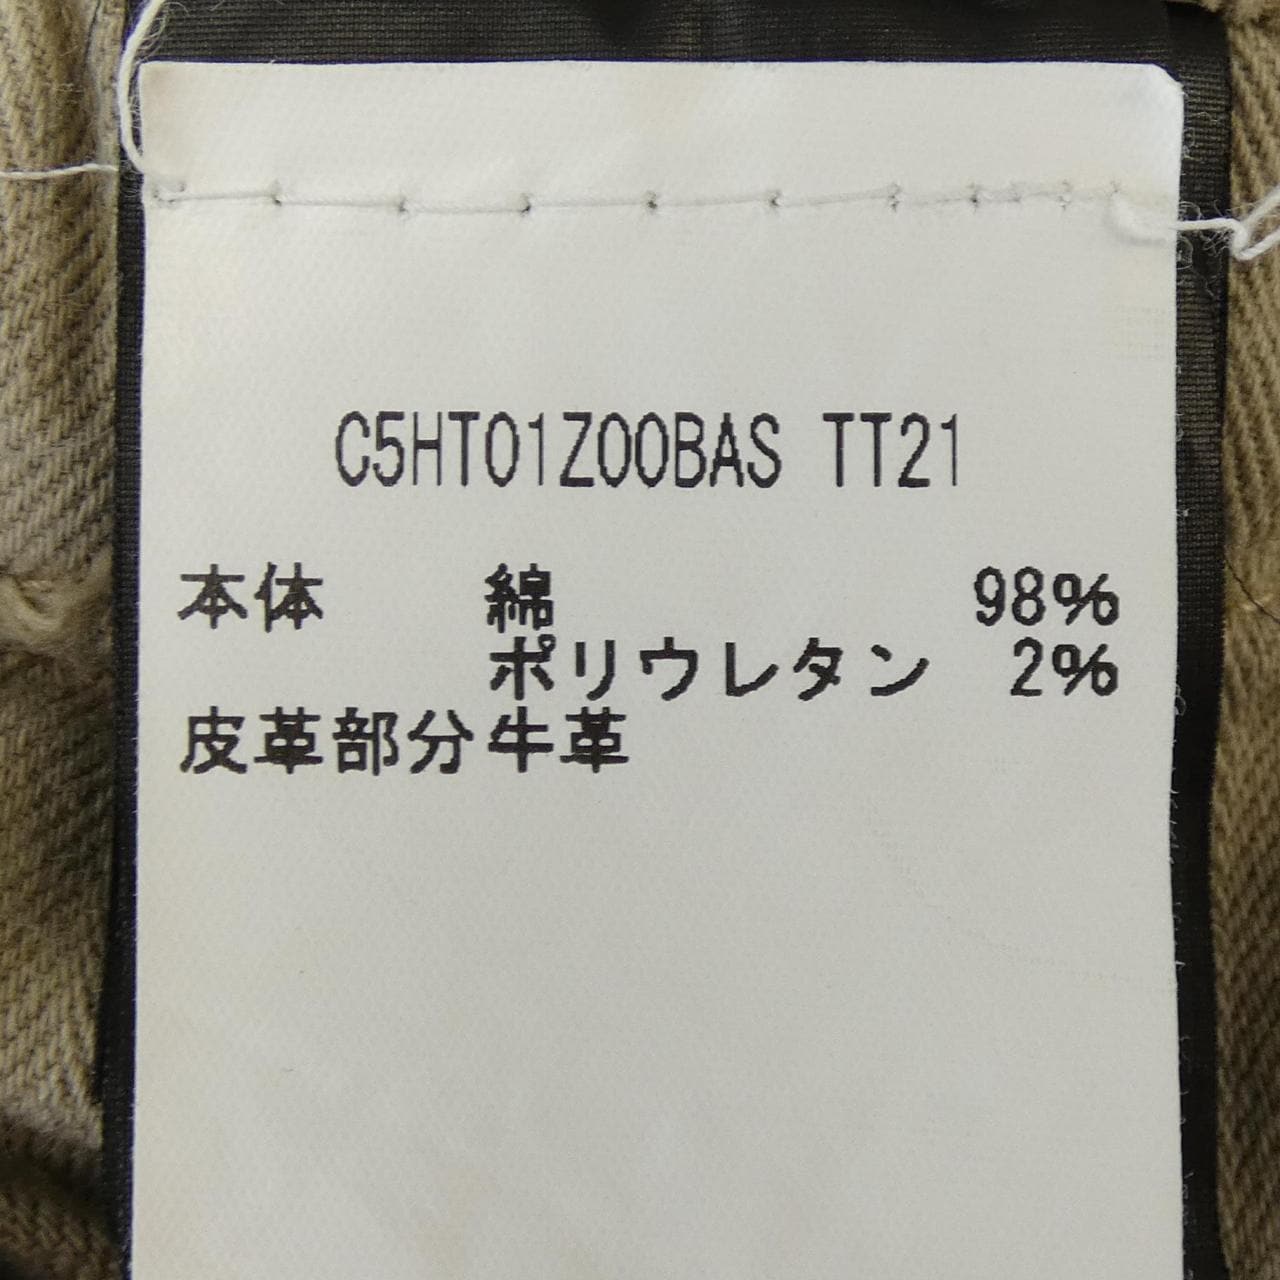 C5HT01Z00BAS TT21
本体 綿 98%
ポリウレタン 2%
皮革部分牛革